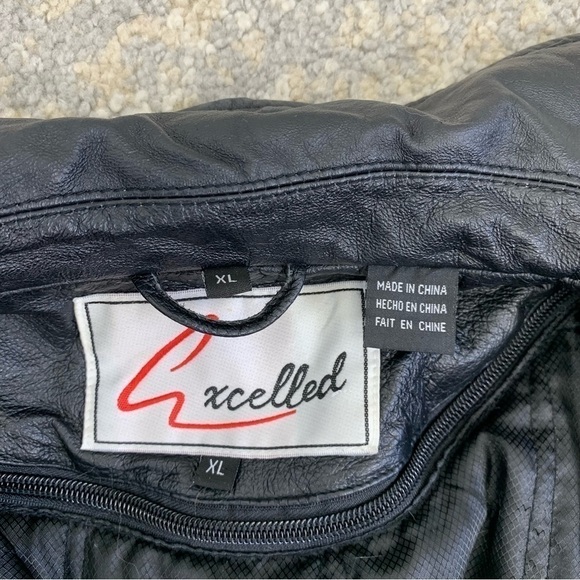 XL
MADE IN CHINA
HECHO EN CHINA
FAIT EN CHINE
Excelled
XL